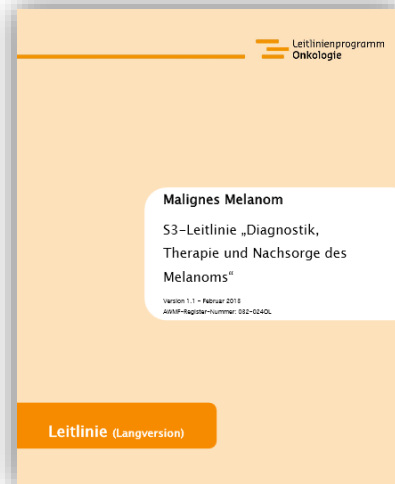 Leitlinienprogramm
Onkologie
Malignes Melanom
S3-Leitlinie „Diagnostik,
Therapie und Nachsorge des
Melanoms“
Version 1.1 – Februar 2016
AWMF-Register-Nummer: 032-024OL
Leitlinie (Langversion)